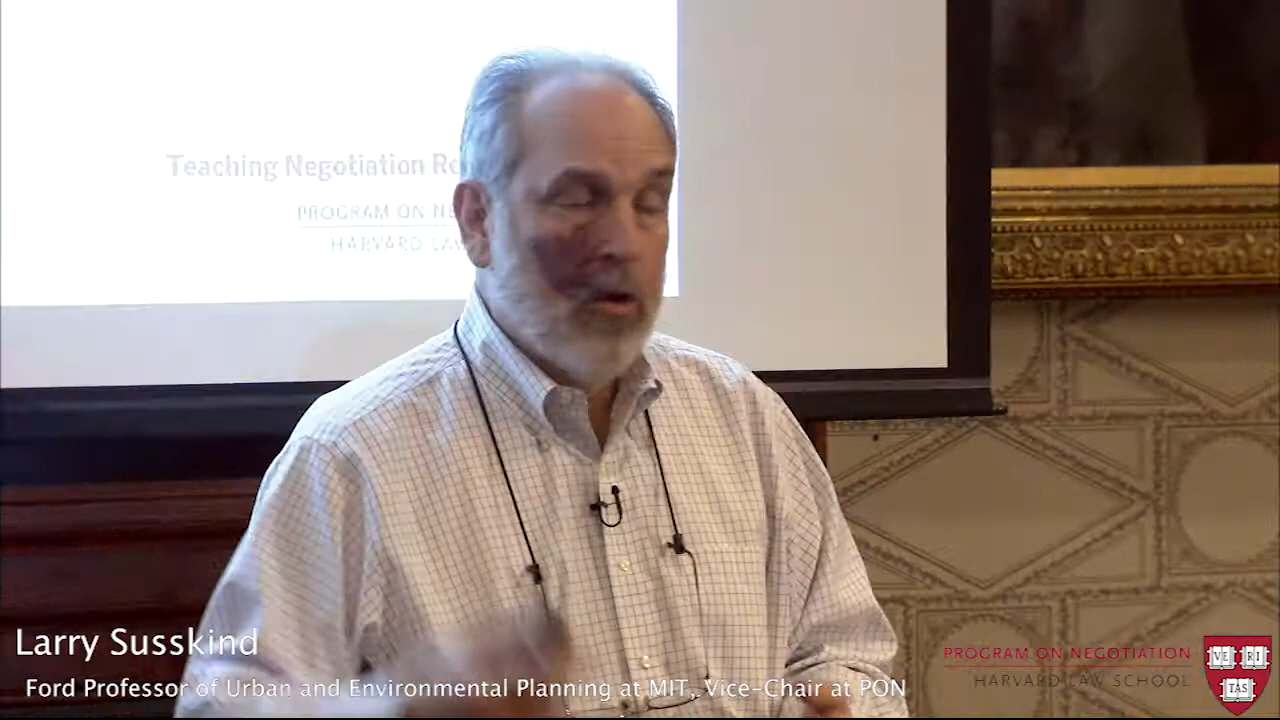 Teaching Negotiation
PROGRAM ON
HARVARD
Larry Susskind
Ford Professor of Urban and Environmental Planning at MIT, Vice-Chair at PON
PROGRAM ON NEGOTIATION
HARVARD LAW SCHOOL
VE RI
TAS